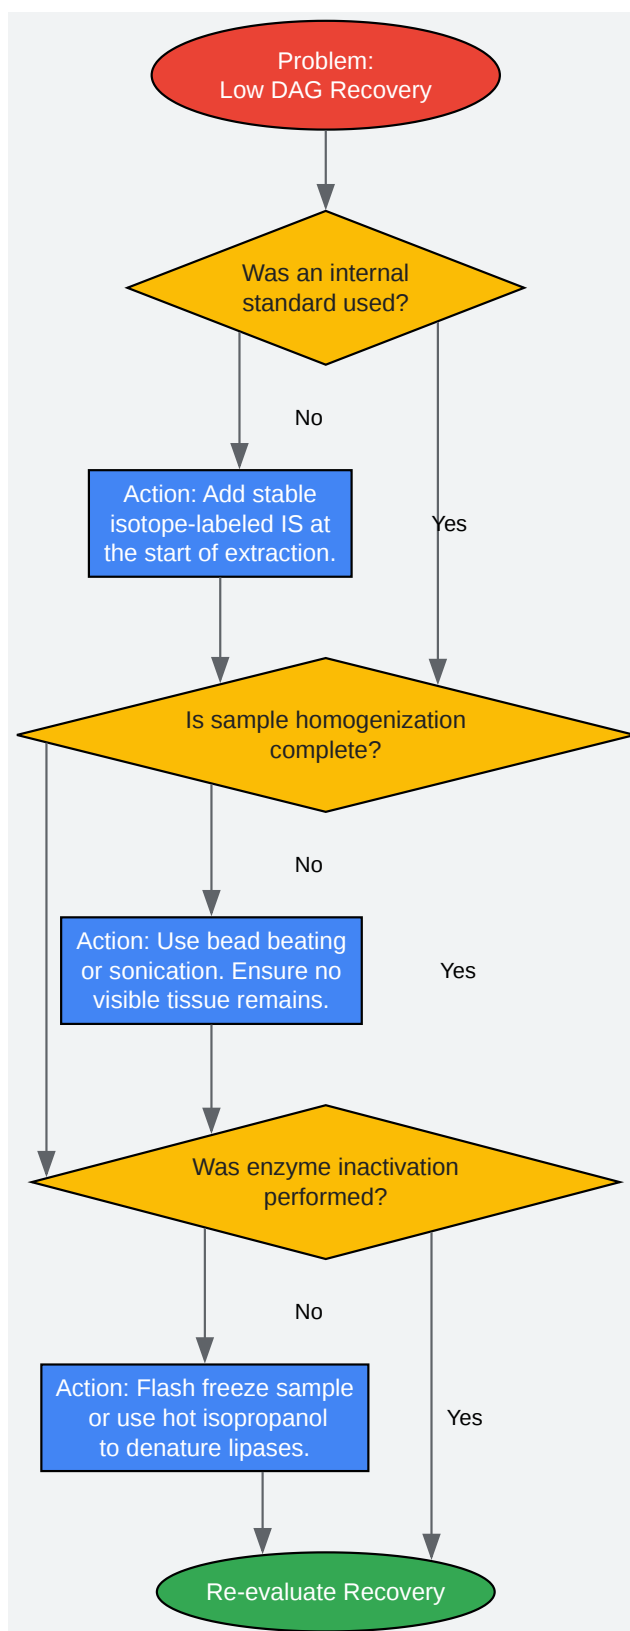 Problem:
Low DAG Recovery
Was an internal
standard used?
No
Action: Add stable
isotope-labeled IS at
the start of extraction.
Yes
Is sample homogenization
complete?
No
Action: Use bead beating
or sonication. Ensure no
visible tissue remains.
Yes
Was enzyme inactivation
performed?
No
Action: Flash freeze sample
or use hot isopropanol
to denature lipases.
Yes
Re-evaluate Recovery